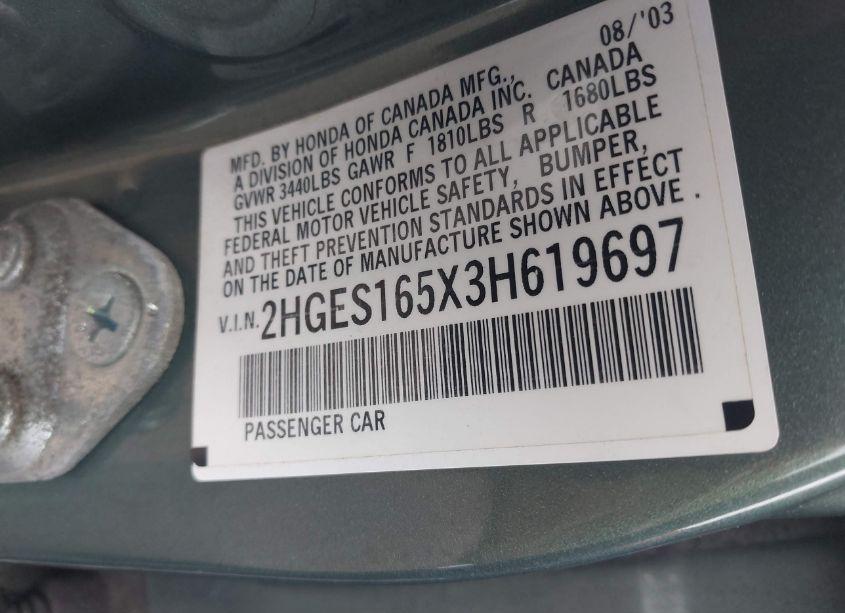 08/'03
MFD. BY HONDA OF CANADA MFG.,
A DIVISION OF HONDA CANADA INC. CANADA
GVWR 3440LBS GAWR F 1810LBS R 1680LBS
THIS VEHICLE CONFORMS TO ALL APPLICABLE
FEDERAL MOTOR VEHICLE SAFETY, BUMPER,
AND THEFT PREVENTION STANDARDS IN EFFECT
ON THE DATE OF MANUFACTURE SHOWN ABOVE .
V.I.N. 2HGES165X3H619697
PASSENGER CAR